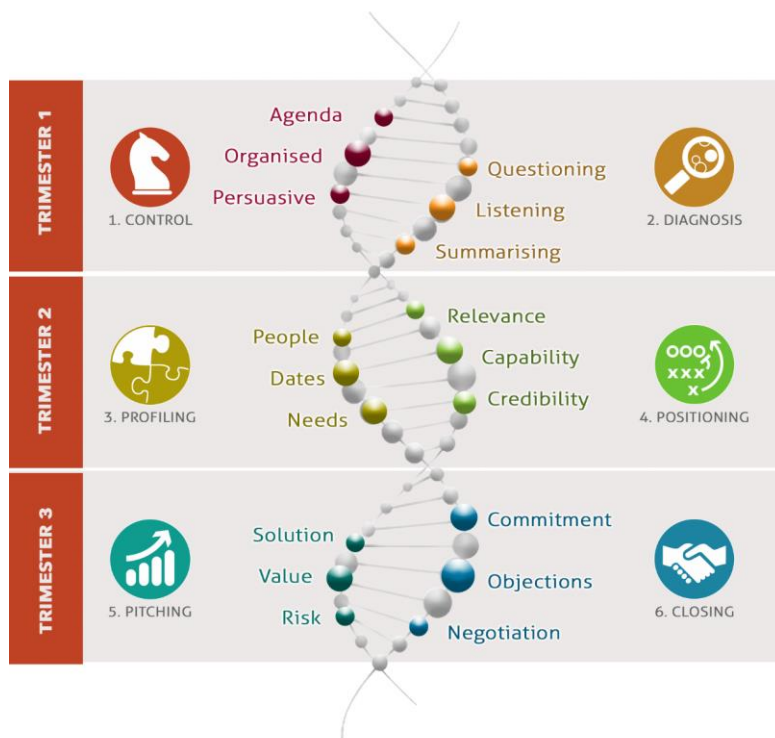 TRIMESTER 1
Agenda
Organised
Persuasive
1. CONTROL
Questioning
Listening
Summarising
2. DIAGNOSIS
TRIMESTER 2
People
Dates
Needs
3. PROFILING
Relevance
Capability
Credibility
4. POSITIONING
TRIMESTER 3
Solution
Value
Risk
5. PITCHING
Commitment
Objections
Negotiation
6. CLOSING